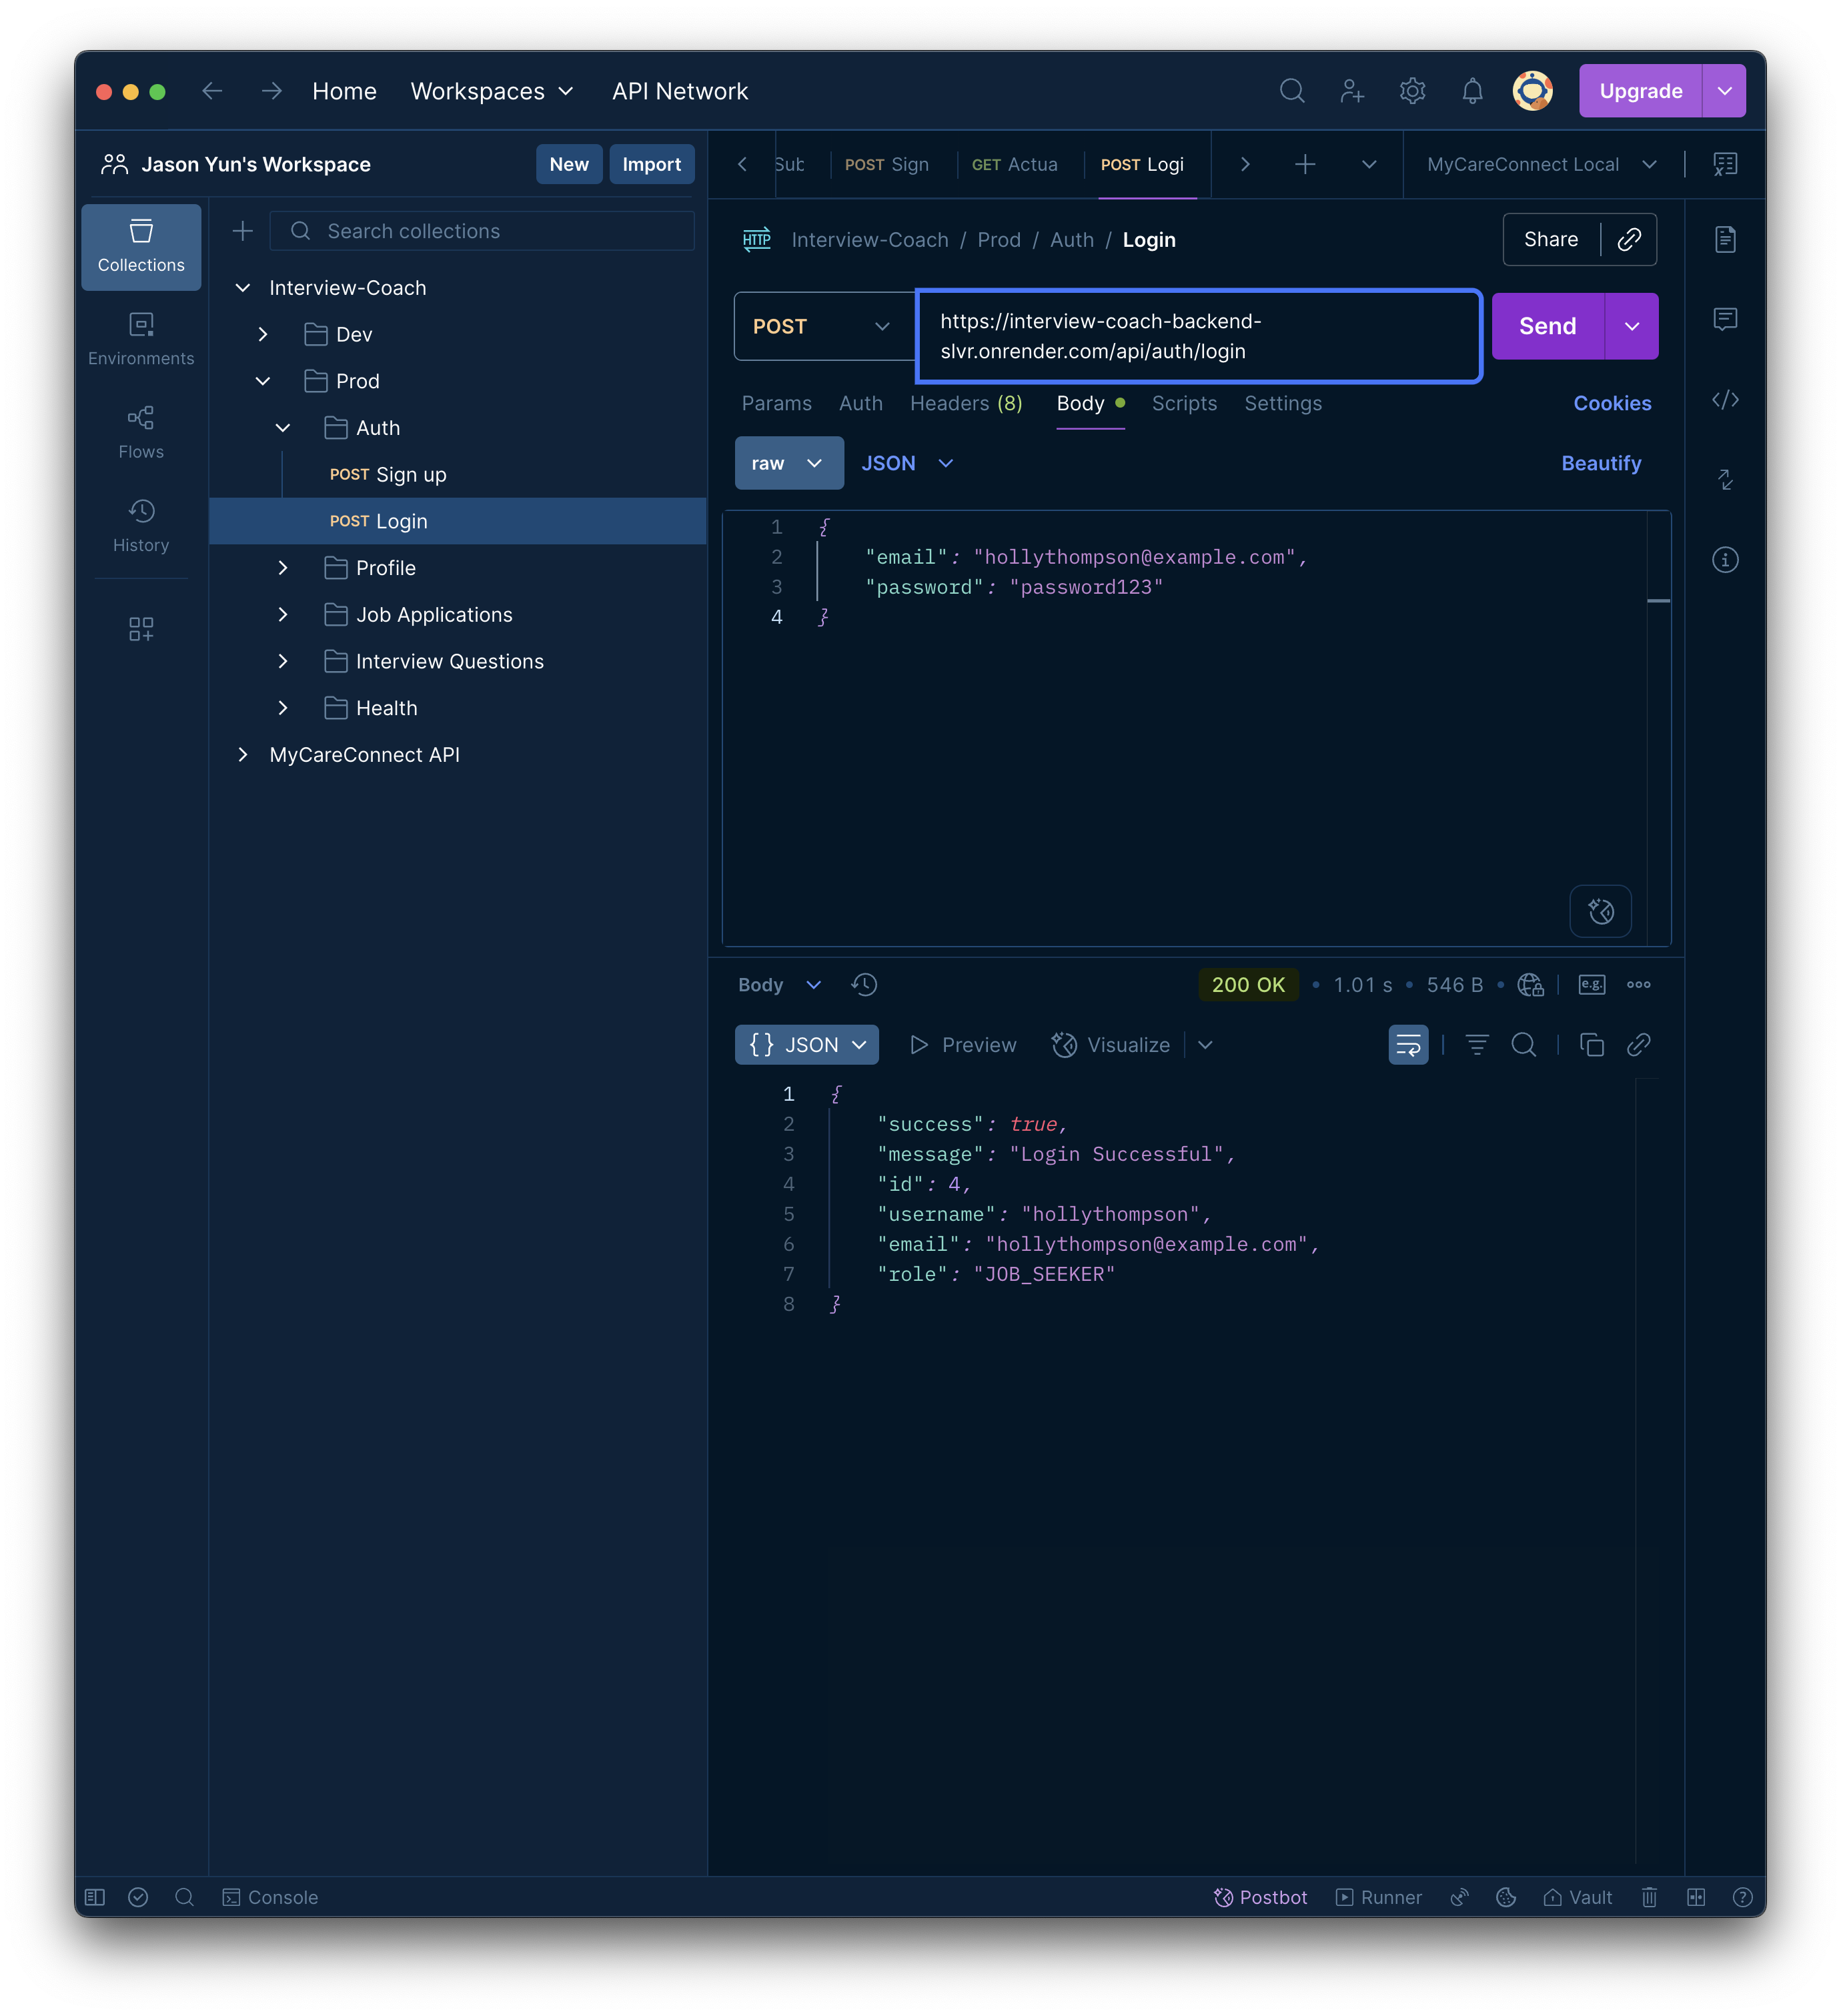 Home Workspaces API Network Upgrade
Jason Yun's Workspace New Import
Sub POST Sign GET Actua POST Logi MyCareConnect Local
Collections
Environments
Flows
History
Search collections
Interview-Coach
Dev
Prod
Auth
POST Sign up
POST Login
Profile
Job Applications
Interview Questions
Health
MyCareConnect API
HTTP Interview-Coach / Prod / Auth / Login Share
POST https://interview-coach-backend-
slvr.onrender.com/api/auth/login Send
Params Auth Headers (8) Body Scripts Settings Cookies
raw JSON Beautify
1 {
2 "email": "hollythompson@example.com",
3 "password": "password123"
4 }
Body 200 OK • 1.01 s • 546 B • e.g.
{} JSON Preview Visualize
1 {
2 "success": true,
3 "message": "Login Successful",
4 "id": 4,
5 "username": "hollythompson",
6 "email": "hollythompson@example.com",
7 "role": "JOB_SEEKER"
8 }
Console Postbot Runner Vault